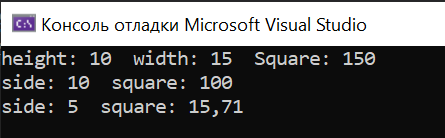 Консоль отладки Microsoft Visual Studio
height: 10  width: 15  Square: 150
side: 10  square: 100
side: 5  square: 15,71